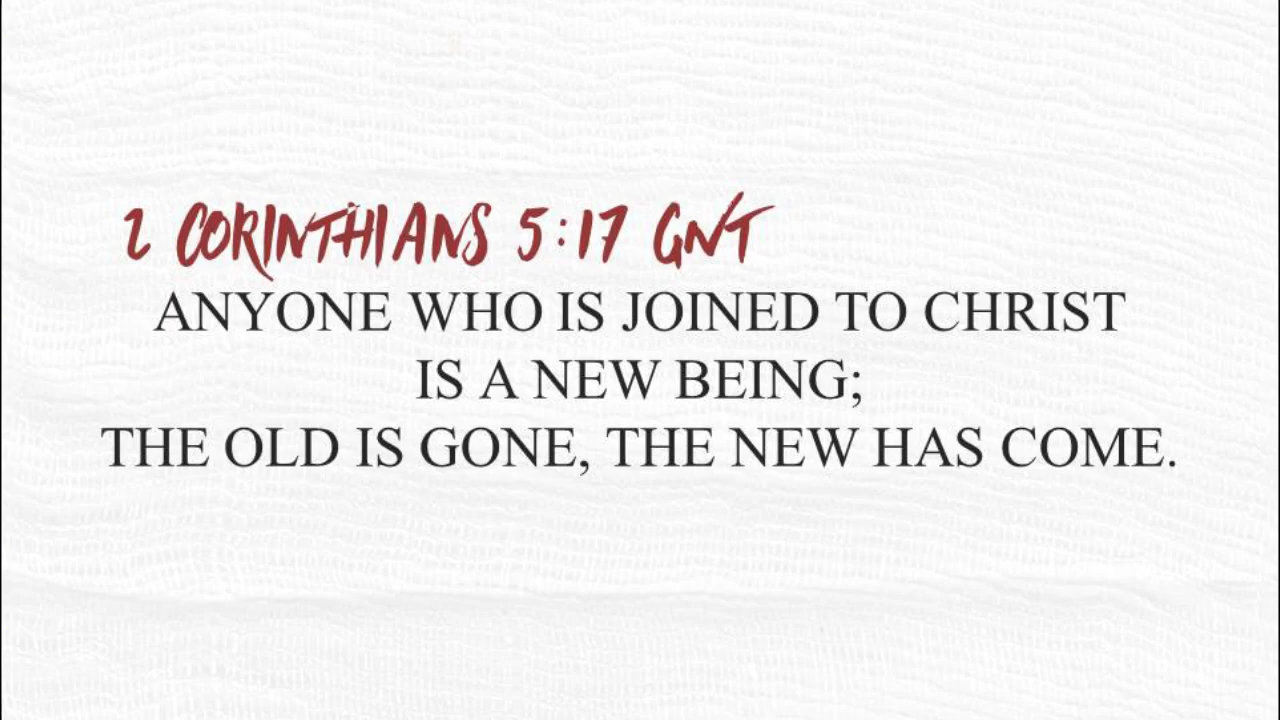 2 CORINTHIANS 5:17 GNT
ANYONE WHO IS JOINED TO CHRIST
IS A NEW BEING;
THE OLD IS GONE, THE NEW HAS COME.